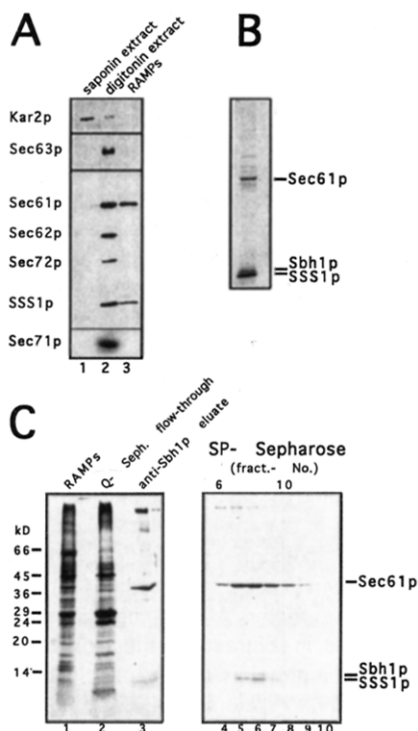 A
saponin extract
digitonin extract
RAMPs
Kar2p
Sec63p
Sec61p
Sec62p
Sec72p
SSS1p
Sec71p
1 2 3
B
Sec61p
Sbh1p
SSS1p
C
RAMPs
Q- Seph. flow-through
anti-Sbh1p eluate
kD
66
45
36
29
24
20
14
1 2 3
SP- Sepharose
(fract.- No.)
6 10
Sec61p
Sbh1p
SSS1p
4 5 6 7 8 9 10